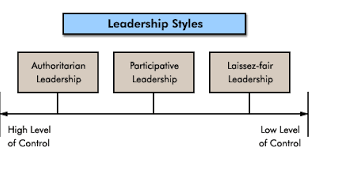 Leadership Styles
Authoritarian
Leadership
Participative
Leadership
Laissez-fair
Leadership
High Level
of Control
Low Level
of Control